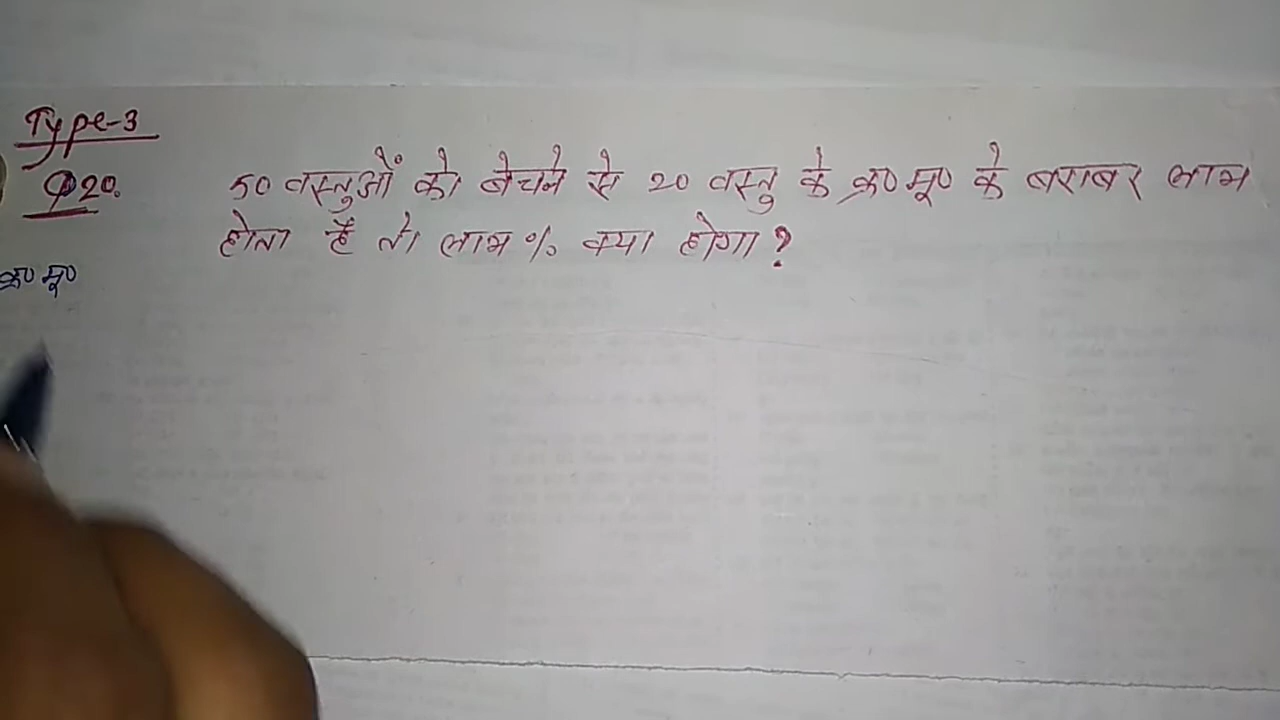 Type-3
Q20. 50 वस्तुओं को बेचने से 20 वस्तु के क्र० मू० के बराबर लाभ
होता है तो लाभ % क्या होगा ?
क्र० मू०